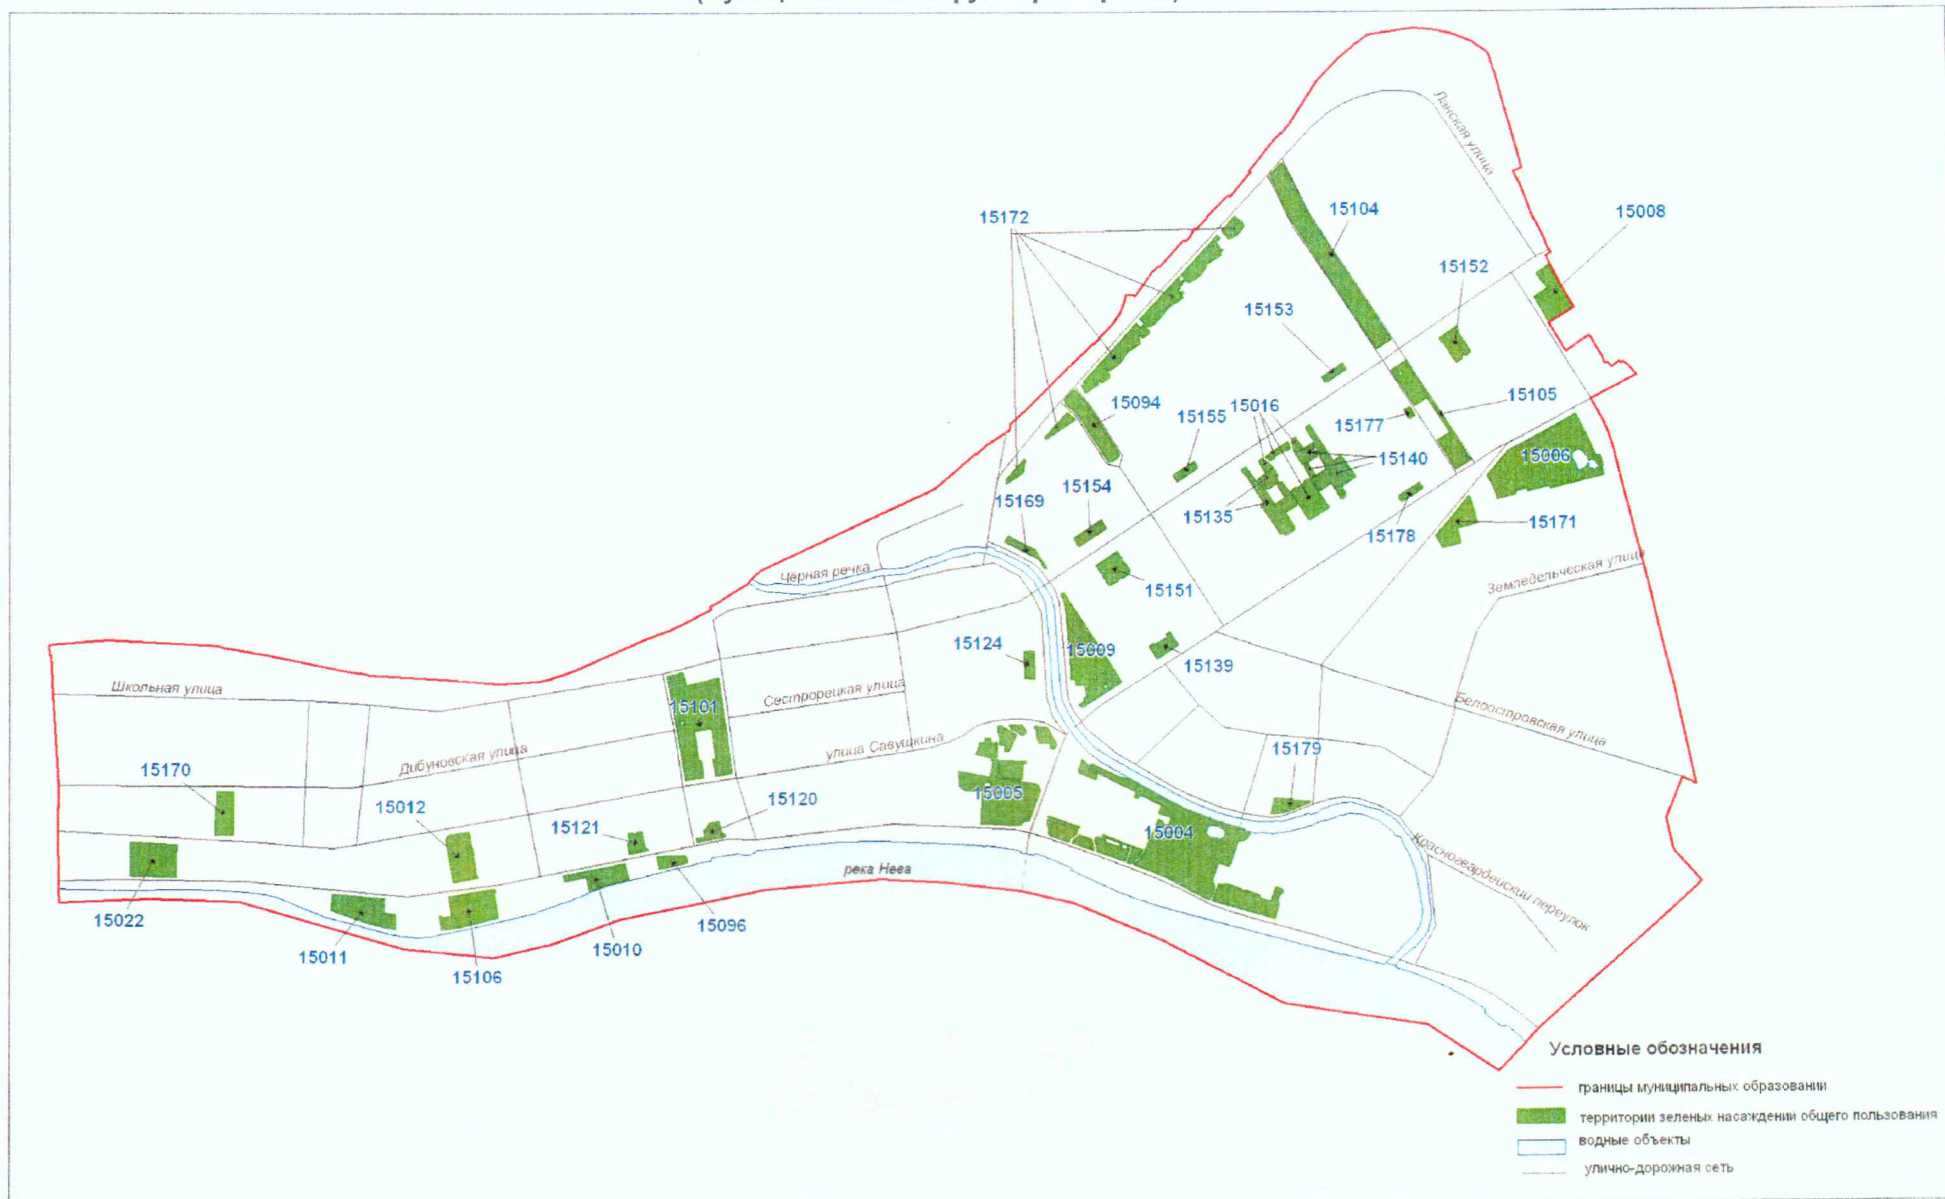 Ланская улица
15104
15008
15172
15152
15153
15105
15094
15155
15016
15177
15006
15140
15154
15169
15135
15178
15171
Чёрная речка
15151
Земледельческая улица
15124
15009
15139
Школьная улица
15101
Сестрорецкая улица
Белоостровская улица
улица Савушкина
15179
Дибуновская улица
15170
15005
15120
15012
15121
15004
Красногвардейский переулок
река Нева
15022
15096
15011
15010
15106
Условные обозначения
границы муниципальных образований
территории зеленых насаждений общего пользования
водные объекты
улично-дорожная сеть